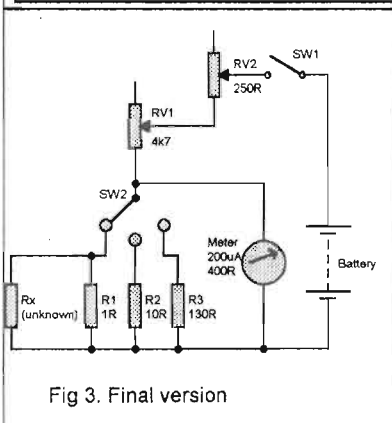 SW1
RV2
250R
RV1
4k7
SW2
Meter
200uA
400R
Battery
Rx
(unknown)
R1
1R
R2
10R
R3
130R
Fig 3. Final version